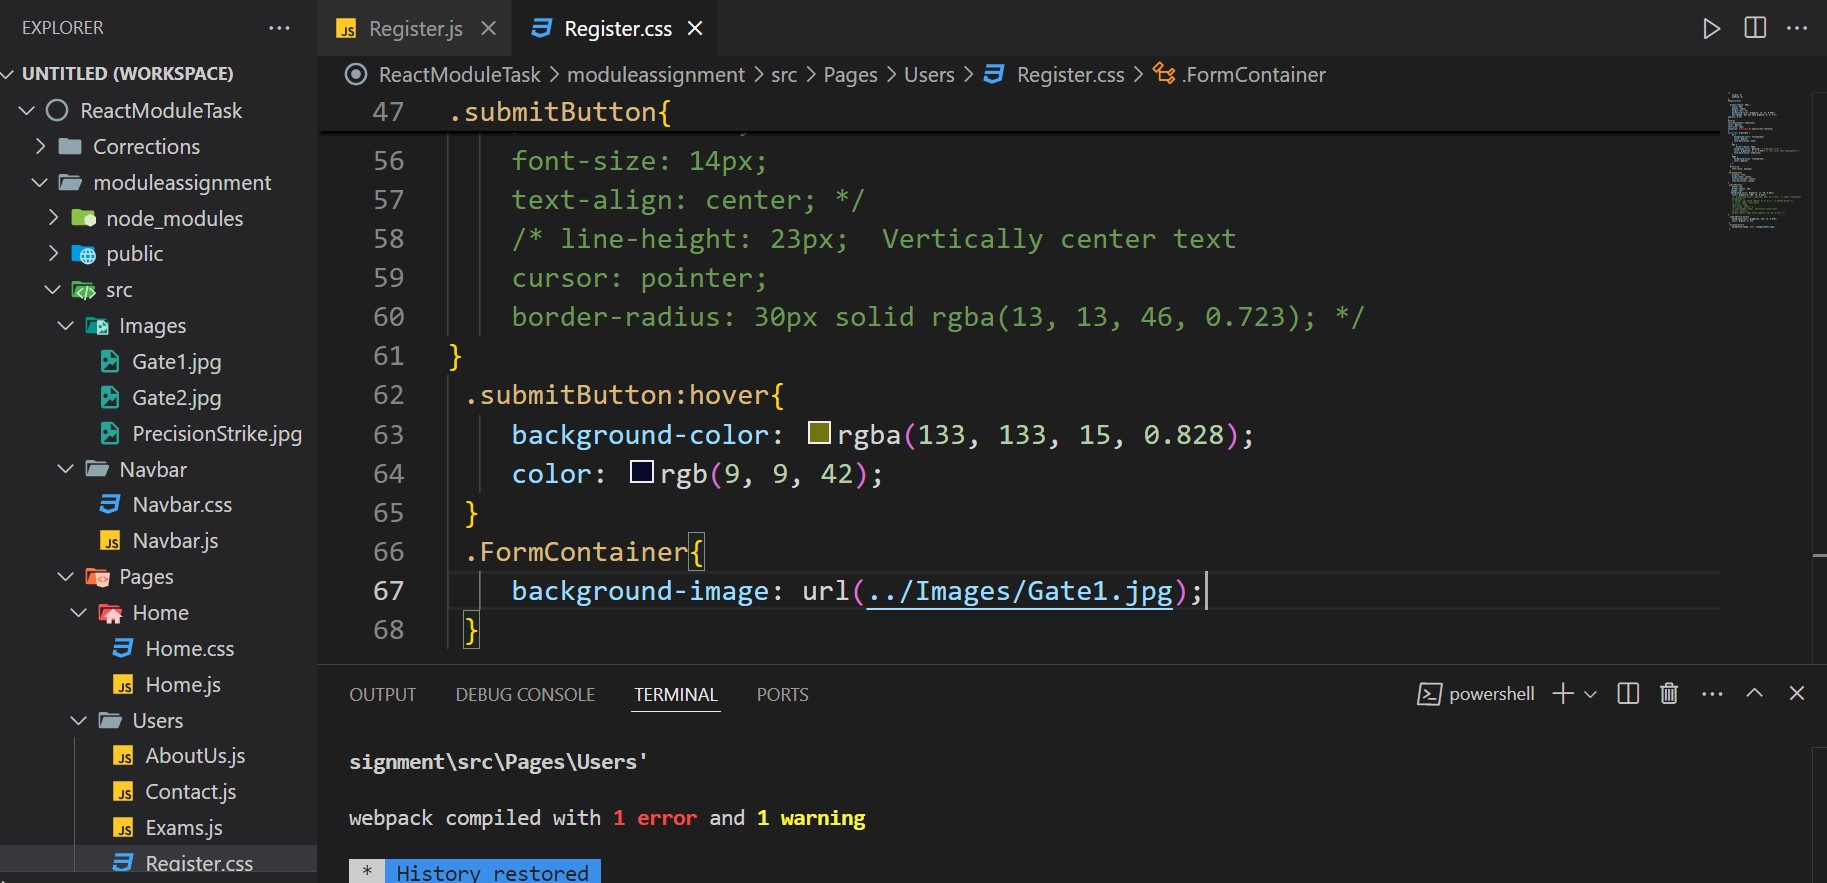 EXPLORER
UNTITLED (WORKSPACE)
ReactModuleTask
Corrections
moduleassignment
node_modules
public
src
Images
Gate1.jpg
Gate2.jpg
PrecisionStrike.jpg
Navbar
Navbar.css
Navbar.js
Pages
Home
Home.css
Home.js
Users
AboutUs.js
Contact.js
Exams.js
Register.css
Register.js Register.css
ReactModuleTask > moduleassignment > src > Pages > Users > Register.css > .FormContainer
47 .submitButton{
56 font-size: 14px;
57 text-align: center; */
58 /* line-height: 23px;  Vertically center text
59 cursor: pointer;
60 border-radius: 30px solid rgba(13, 13, 46, 0.723); */
61 }
62 .submitButton:hover{
63 background-color: rgba(133, 133, 15, 0.828);
64 color: rgb(9, 9, 42);
65 }
66 .FormContainer{
67 background-image: url(../Images/Gate1.jpg);
68 }
OUTPUT DEBUG CONSOLE TERMINAL PORTS powershell
signment\src\Pages\Users'
webpack compiled with 1 error and 1 warning
* History restored